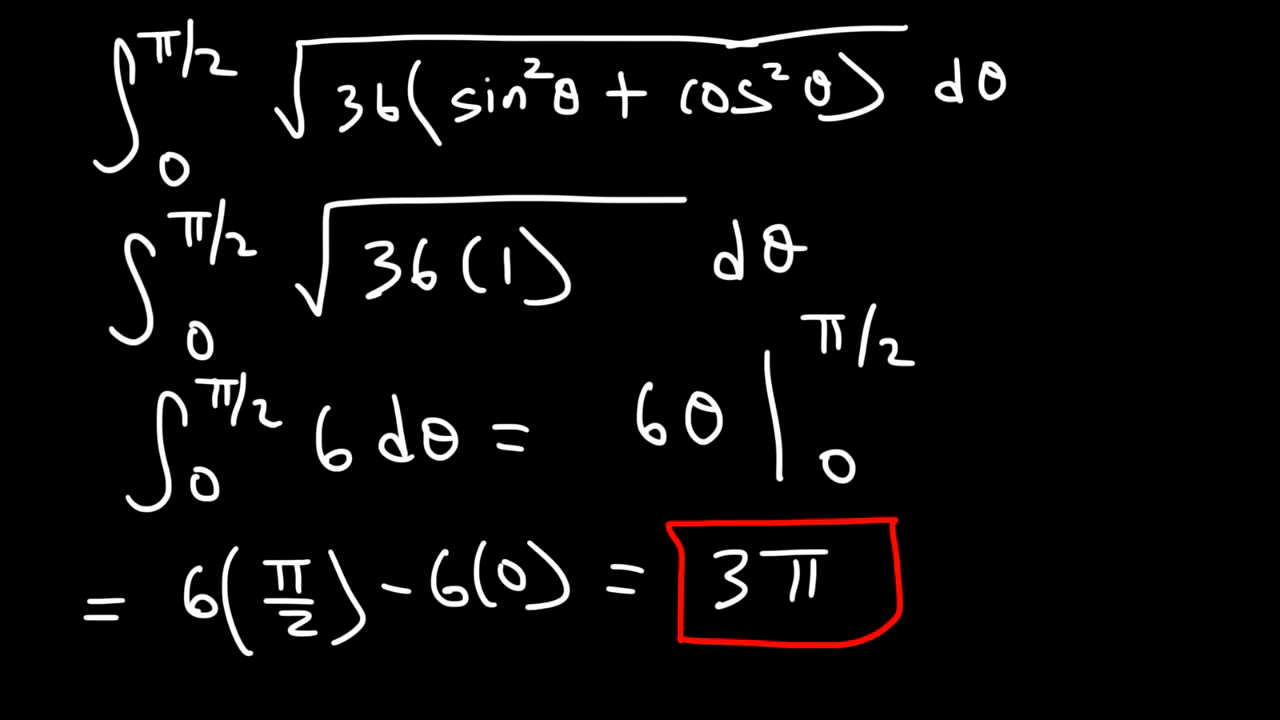 ∫₀^π/2 √36(sin²θ + cos²θ) dθ
∫₀^π/2 √36(1) dθ
∫₀^π/2 6 dθ = 6θ |₀^π/2
= 6(π/2) - 6(0) = 3π